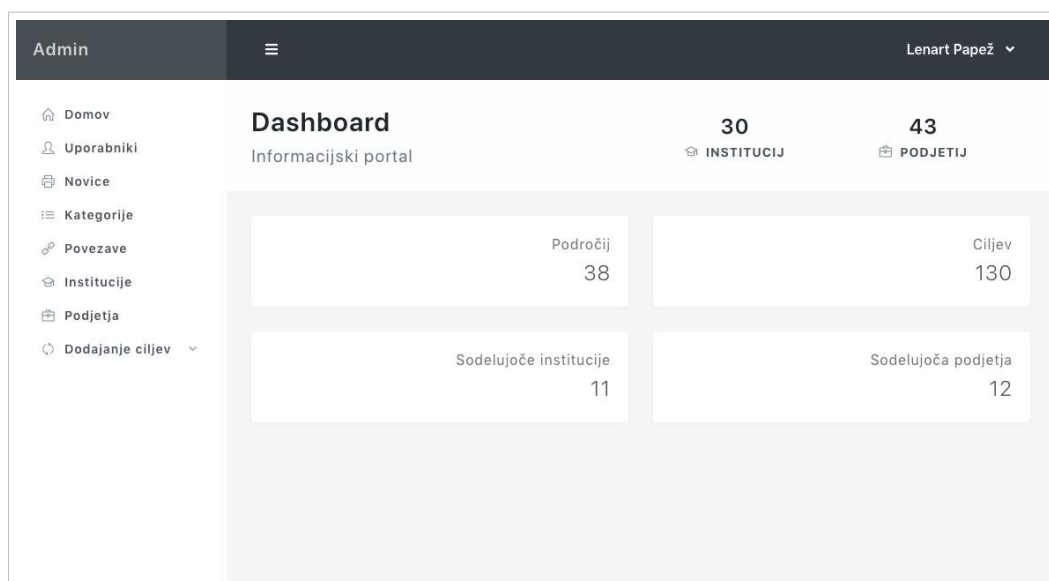 Admin
Lenart Papež
Domov
Uporabniki
Novice
Kategorije
Povezave
Institucije
Podjetja
Dodajanje ciljev
Dashboard
Informacijski portal
30
INSTITUCIJ
43
PODJETIJ
Področij
38
Ciljev
130
Sodelujoče institucije
11
Sodelujoča podjetja
12